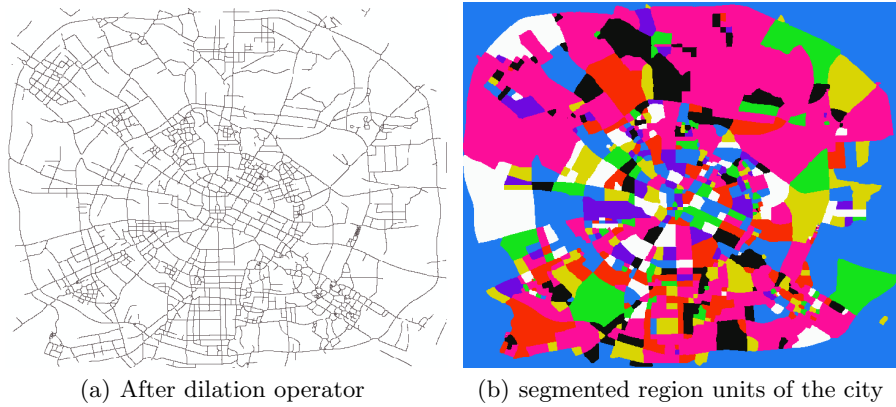 (a) After dilation operator
(b) segmented region units of the city